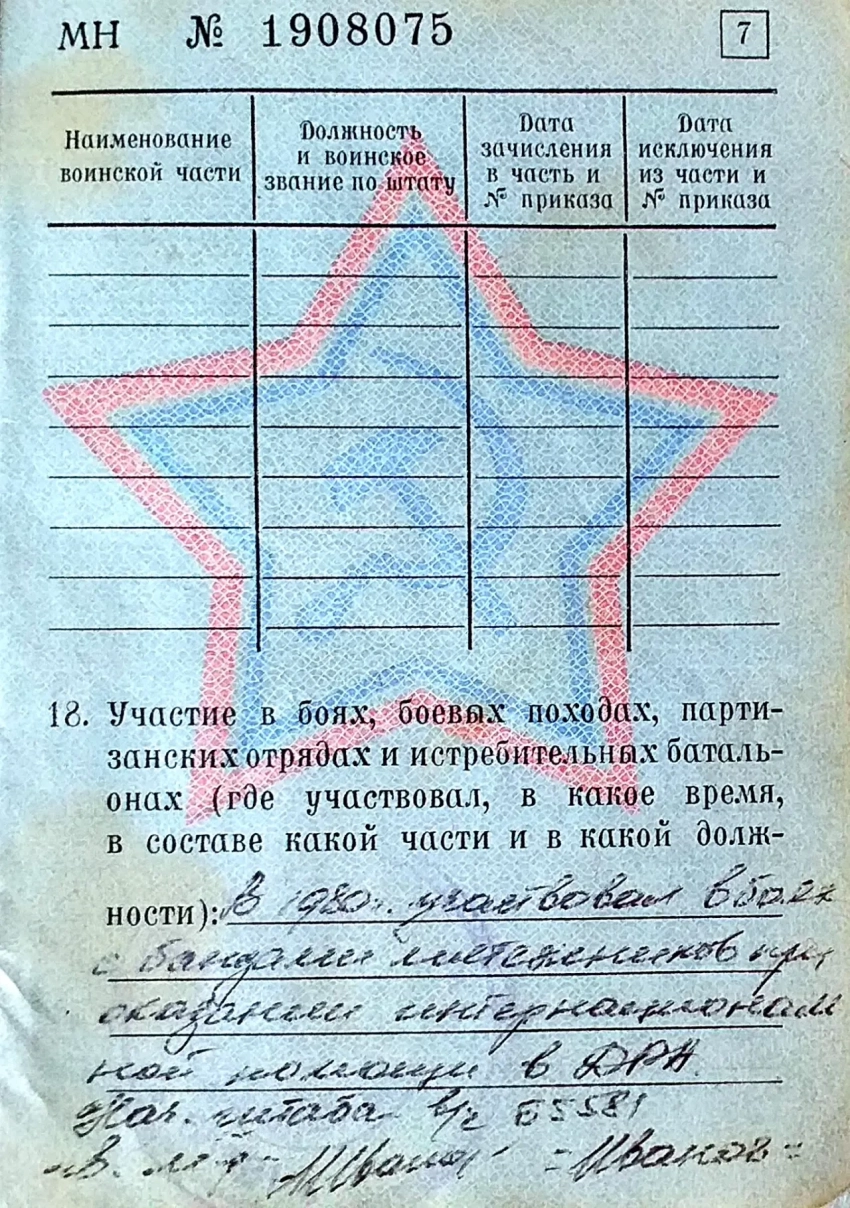 МН № 1908075 7
Наименование воинской части
Должность и воинское звание по штату
Дата зачисления в часть и № приказа
Дата исключения из части и № приказа
18. Участие в боях, боевых походах, парти-
занских отрядах и истребительных баталь-
онах (где участвовал, в какое время,
в составе какой части и в какой долж-
ности): В 1980г. участвовал в боях
с бандами мятежников при
оказании интернациональ
ной помощи в ДРА.
Нач. штаба в/ч 65581
Иванов =Иванов=